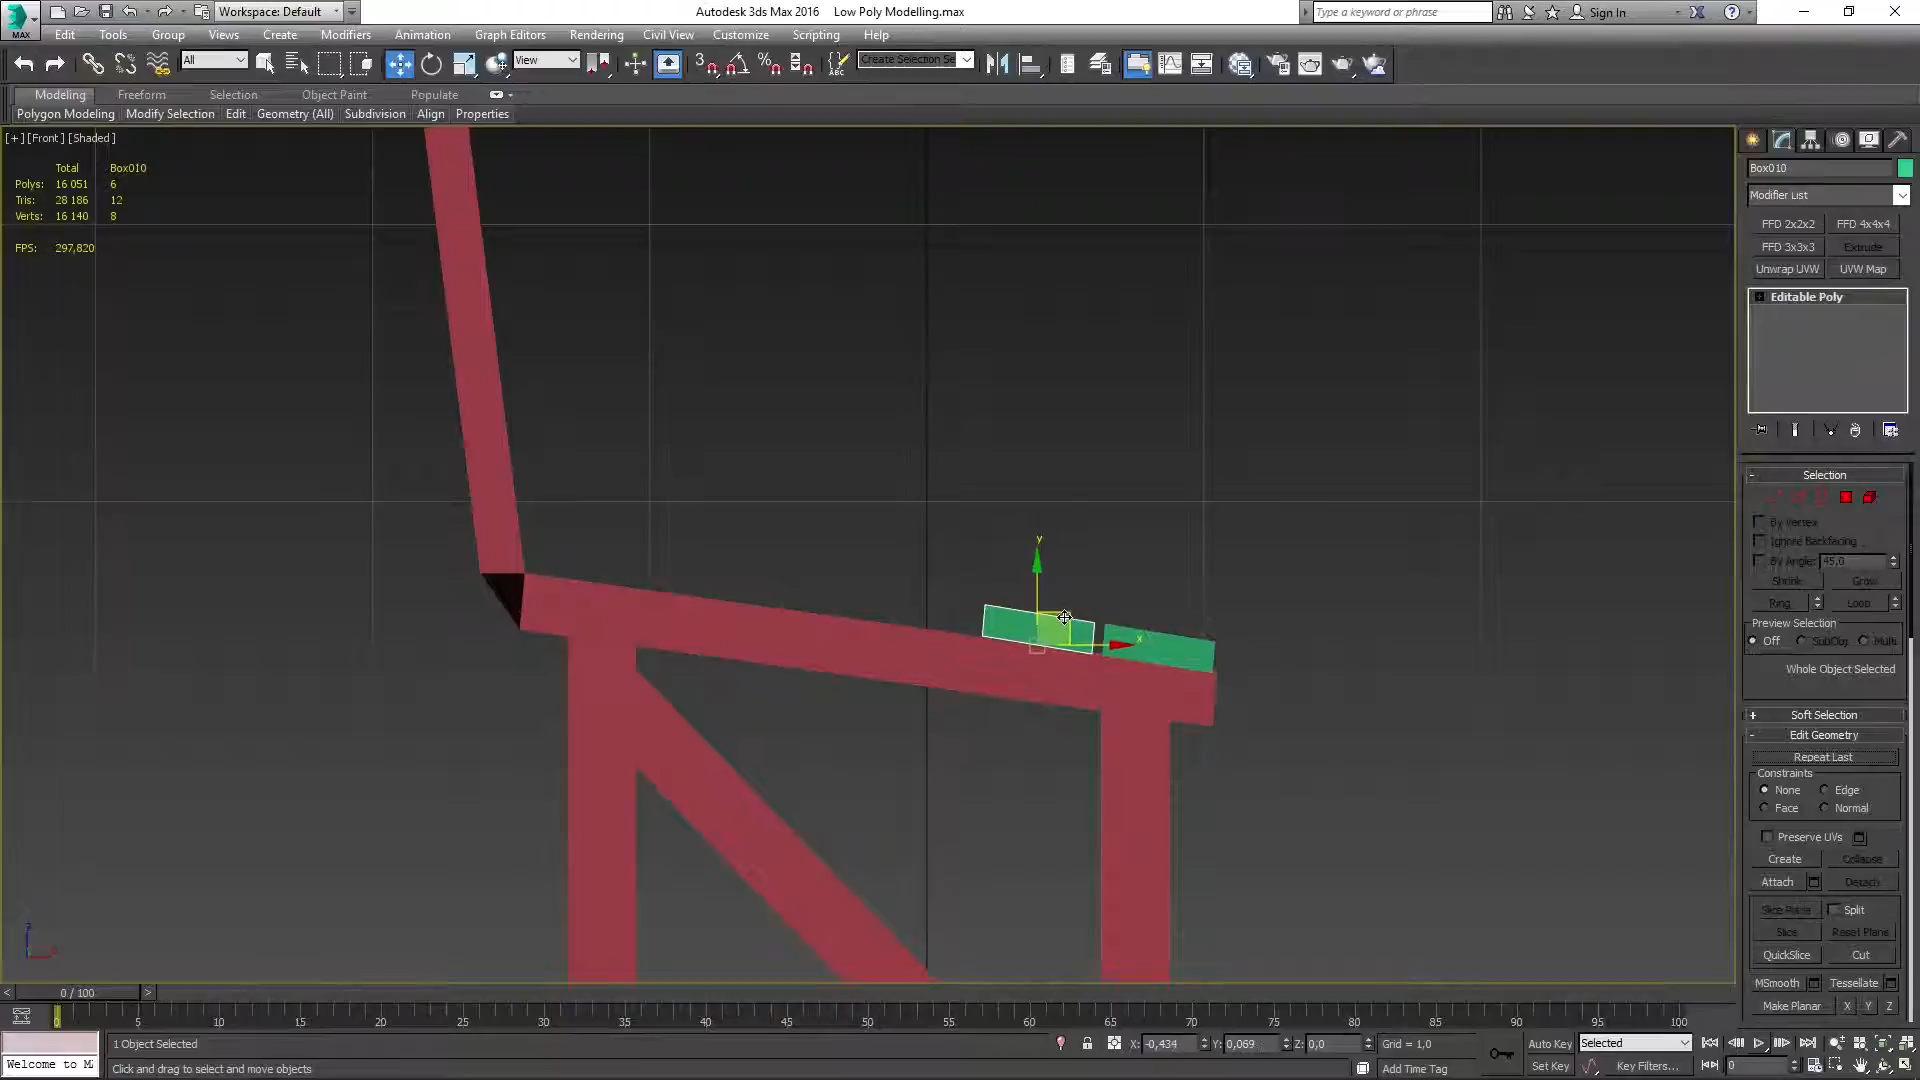 MAX
Workspace: Default
Autodesk 3ds Max 2016    Low Poly Modelling.max
Type a keyword or phrase
Sign In
Edit Tools Group Views Create Modifiers Animation Graph Editors Rendering Civil View Customize Scripting Help
All
View
Create Selection Se
Modeling Freeform Selection Object Paint Populate
Polygon Modeling Modify Selection Edit Geometry (All) Subdivision Align Properties
[+] [Front] [Shaded]
Total Box010
Polys: 16 051 6
Tris: 28 186 12
Verts: 16 140 8
FPS: 297,820
y
x
Box010
Modifier List
FFD 2x2x2 FFD 4x4x4
FFD 3x3x3 Extrude
Unwrap UVW UVW Map
Editable Poly
Selection
By Vertex
Ignore Backfacing
By Angle: 45,0
Shrink Grow
Ring Loop
Preview Selection
Off SubObj Multi
Whole Object Selected
Soft Selection
Edit Geometry
Repeat Last
Constraints
None Edge
Face Normal
Preserve UVs
Create Collapse
Attach Detach
Slice Plane Split
Slice Reset Plane
QuickSlice Cut
MSmooth Tessellate
Make Planar X Y Z
0 / 100
0 5 10 15 20 25 30 35 40 45 50 55 60 65 70 75 80 85 90 95 100
1 Object Selected
X: -0,434 Y: 0,069 Z: 0,0 Grid = 1,0
Auto Key Selected
Welcome to M
Click and drag to select and move objects
Add Time Tag
Set Key Key Filters... 0